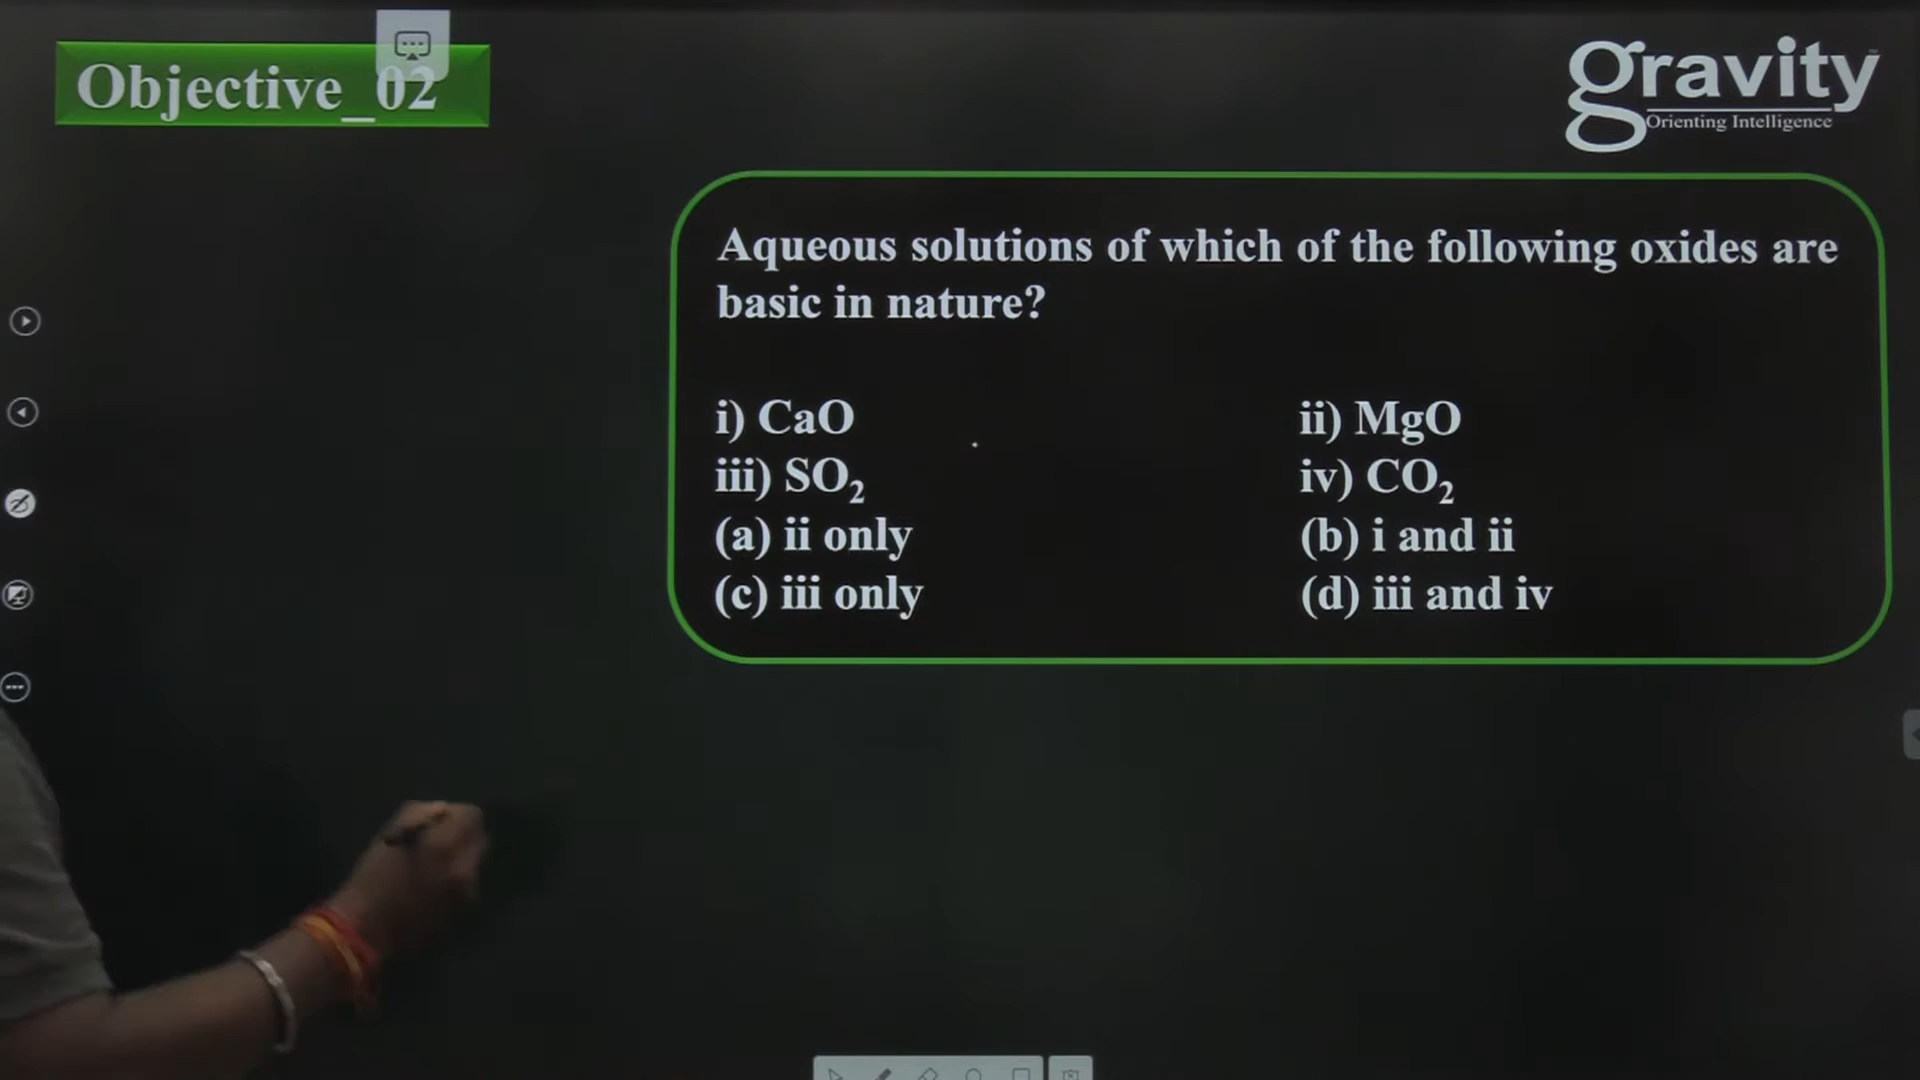 Objective_02
gravity
Orienting Intelligence
Aqueous solutions of which of the following oxides are
basic in nature?
i) CaO
ii) MgO
iii) SO₂
iv) CO₂
(a) ii only
(b) i and ii
(c) iii only
(d) iii and iv